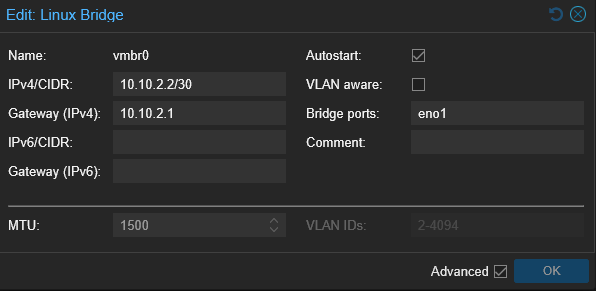 Edit: Linux Bridge
Name: vmbr0 Autostart:
IPv4/CIDR: 10.10.2.2/30 VLAN aware:
Gateway (IPv4): 10.10.2.1 Bridge ports: eno1
IPv6/CIDR: Comment:
Gateway (IPv6):
MTU: 1500 VLAN IDs: 2-4094
Advanced OK